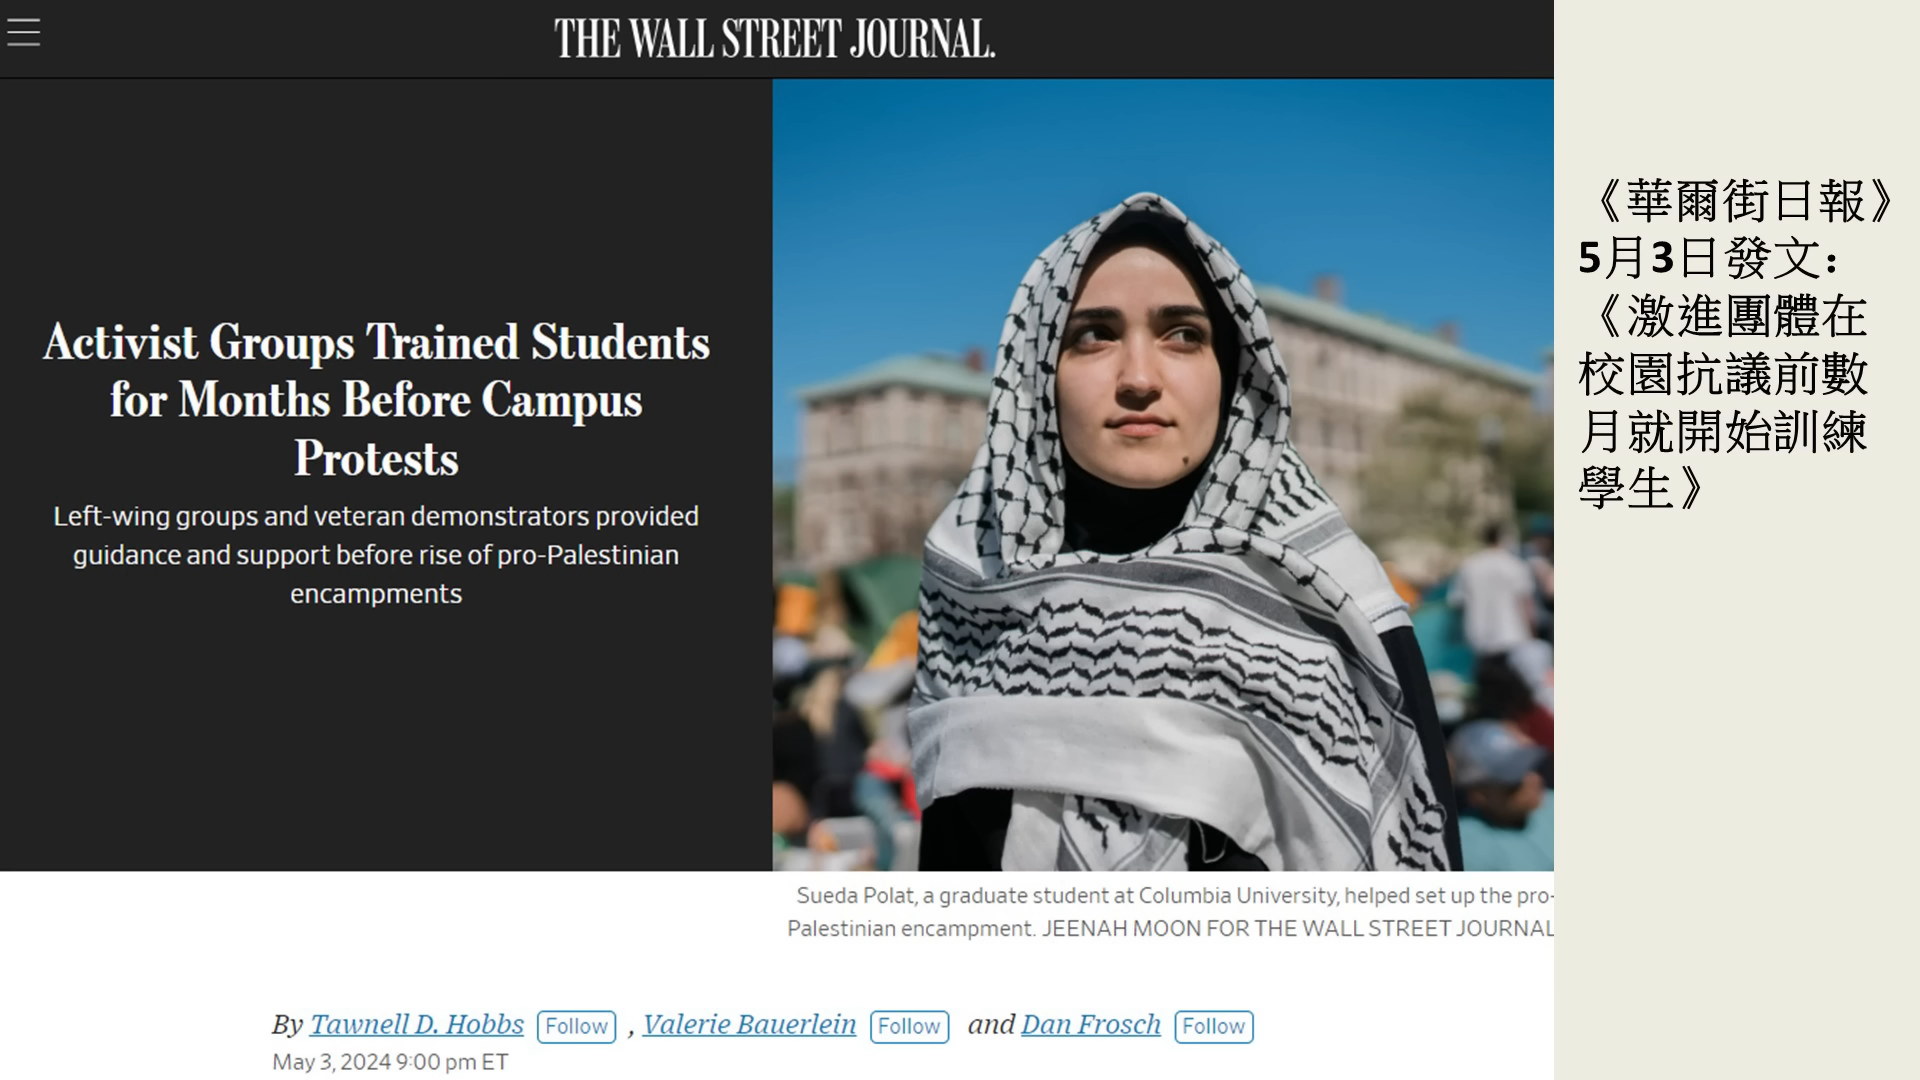 THE WALL STREET JOURNAL.
Activist Groups Trained Students
for Months Before Campus
Protests
Left-wing groups and veteran demonstrators provided
guidance and support before rise of pro-Palestinian
encampments
Sueda Polat, a graduate student at Columbia University, helped set up the pro-
Palestinian encampment. JEENAH MOON FOR THE WALL STREET JOURNAL
By Tawnell D. Hobbs Follow , Valerie Bauerlein Follow and Dan Frosch Follow
May 3, 2024 9:00 pm ET
《華爾街日報》
5月3日發文：
《激進團體在
校園抗議前數
月就開始訓練
學生》